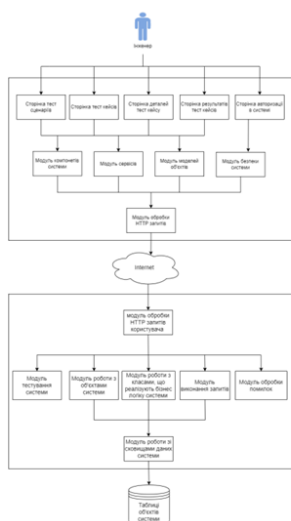 Інженер
Сторінка тест
сценаріїв
Сторінка тест кейсів
Сторінка деталей
тест кейсу
Сторінка результатів
тест кейсів
Сторінка авторизації
в системі
Модуль компонетів
системи
Модуль сервісів
Модуль моделей
об'єктів
Модуль безпеки
системи
Модуль обробки
HTTP запитів
Internet
модуль обробки
HTTP запитів
користувача
Модуль
тестування
системи
Модуль роботи з
об'єктами
системи
Модуль роботи з
класами, що
реалізують бізнес
логіку системи
Модуль
виконання запитів
Модуль обробки
помилок
Модуль роботи зі
сховищами даних
системи
Таблиці
об'єктів
системи